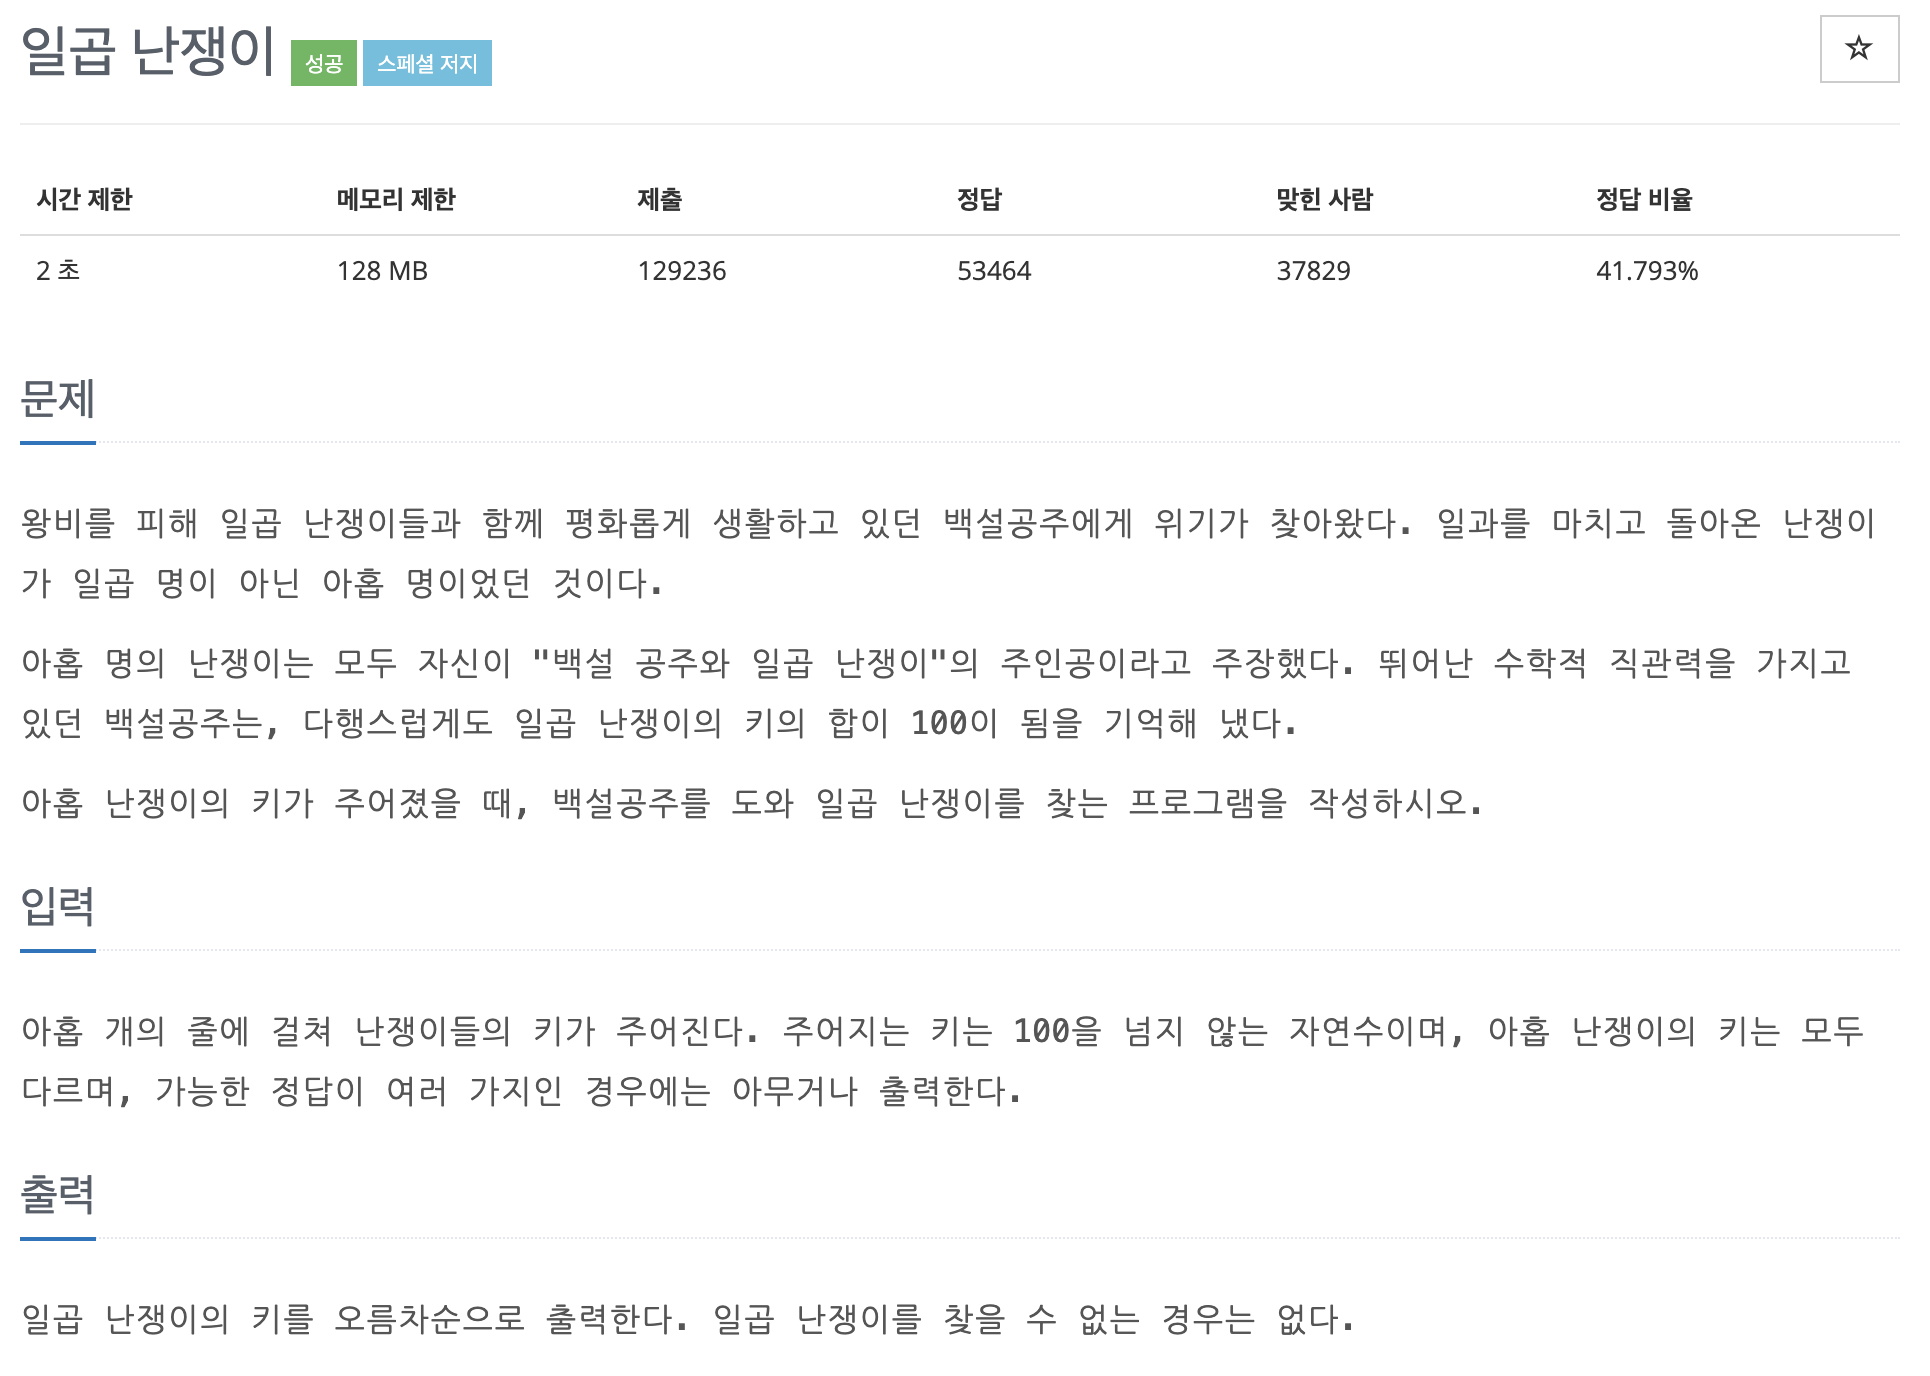 일곱 난쟁이 성공 스페셜 저지
☆
시간 제한 메모리 제한 제출 정답 맞힌 사람 정답 비율
2 초 128 MB 129236 53464 37829 41.793%
문제
왕비를 피해 일곱 난쟁이들과 함께 평화롭게 생활하고 있던 백설공주에게 위기가 찾아왔다. 일과를 마치고 돌아온 난쟁이
가 일곱 명이 아닌 아홉 명이었던 것이다.
아홉 명의 난쟁이는 모두 자신이 "백설 공주와 일곱 난쟁이"의 주인공이라고 주장했다. 뛰어난 수학적 직관력을 가지고
있던 백설공주는, 다행스럽게도 일곱 난쟁이의 키의 합이 100이 됨을 기억해 냈다.
아홉 난쟁이의 키가 주어졌을 때, 백설공주를 도와 일곱 난쟁이를 찾는 프로그램을 작성하시오.
입력
아홉 개의 줄에 걸쳐 난쟁이들의 키가 주어진다. 주어지는 키는 100을 넘지 않는 자연수이며, 아홉 난쟁이의 키는 모두
다르며, 가능한 정답이 여러 가지인 경우에는 아무거나 출력한다.
출력
일곱 난쟁이의 키를 오름차순으로 출력한다. 일곱 난쟁이를 찾을 수 없는 경우는 없다.